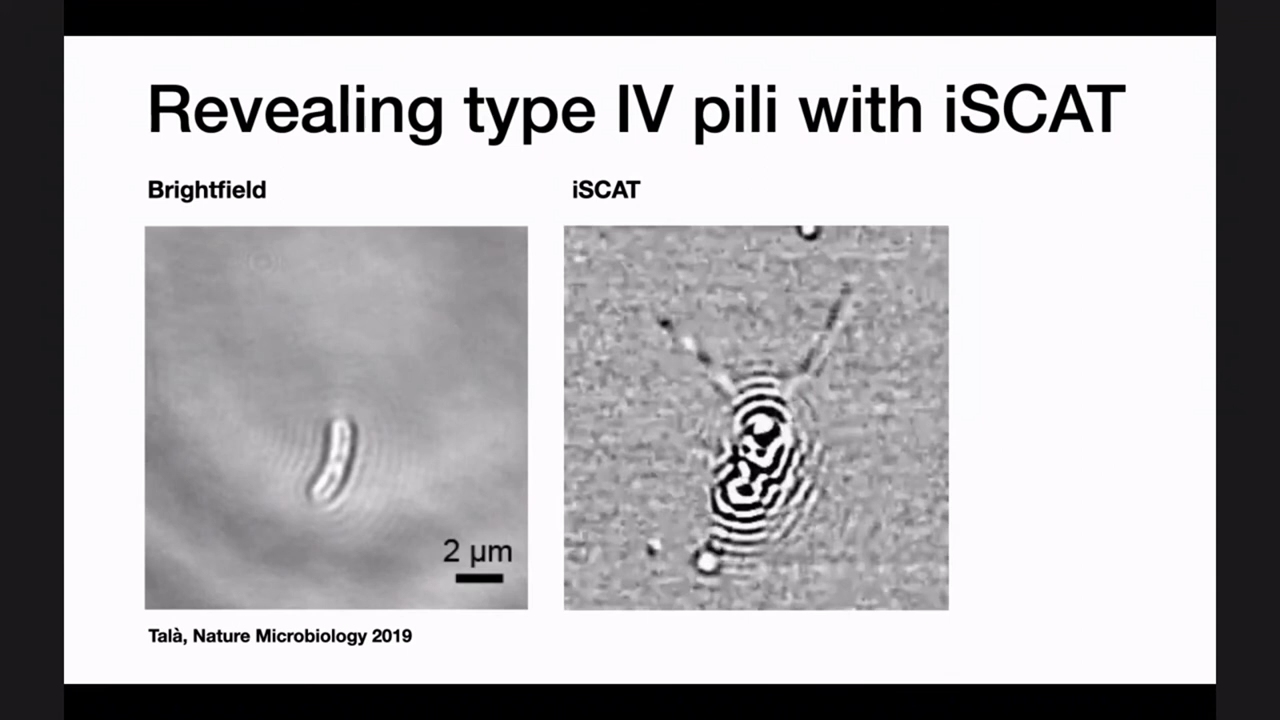 Revealing type IV pili with iSCAT
Brightfield
iSCAT
2 µm
Talà, Nature Microbiology 2019